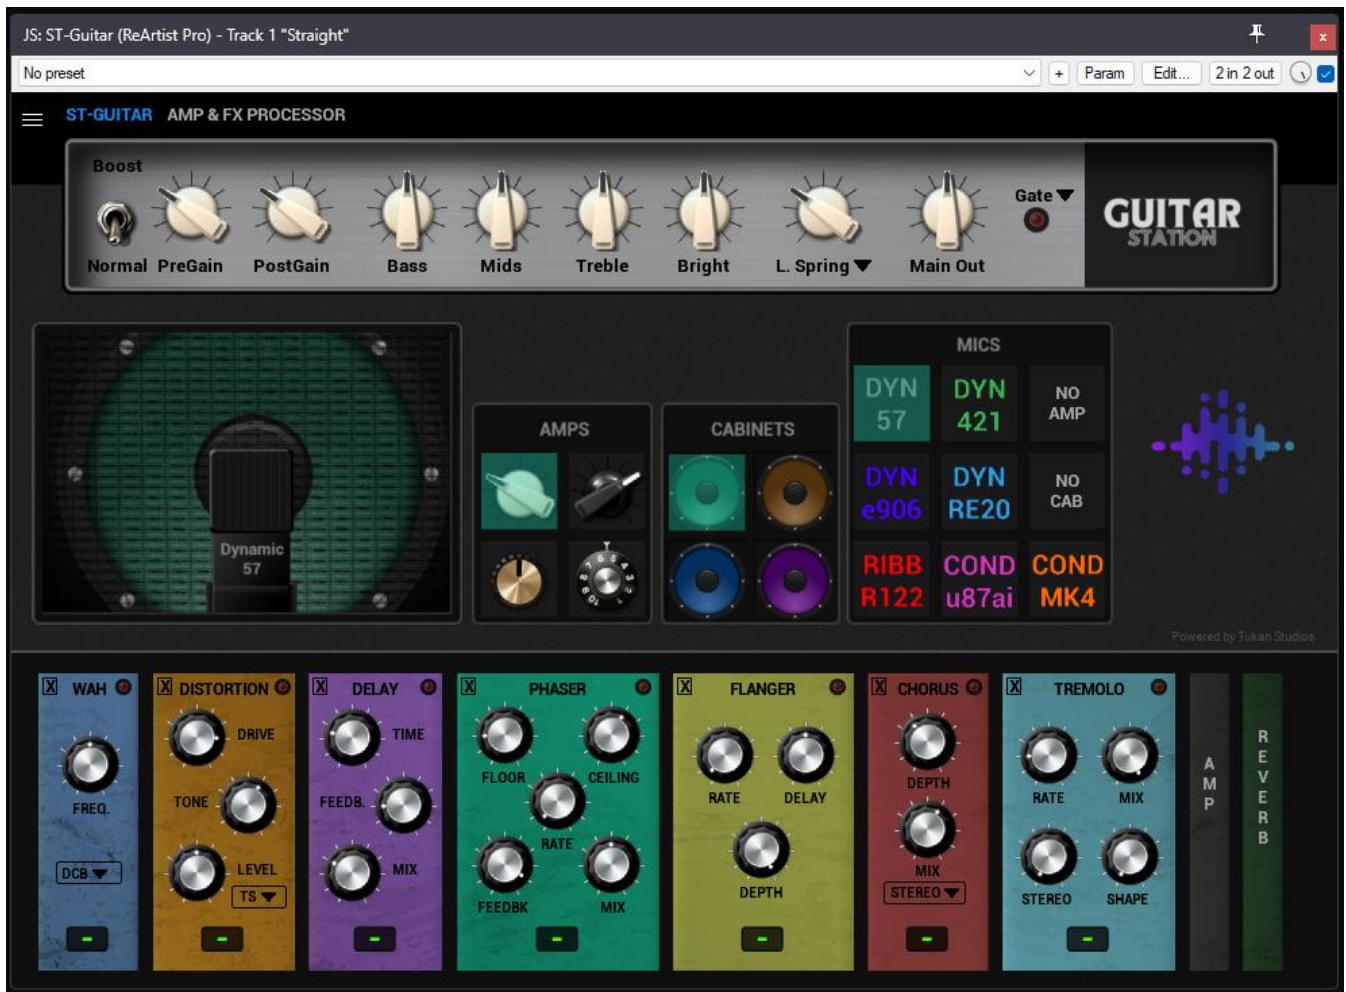 JS: ST-Guitar (ReArtist Pro) - Track 1 "Straight"
No preset
+
Param
Edit...
2 in 2 out
ST-GUITAR AMP & FX PROCESSOR
Boost
Normal
PreGain
PostGain
Bass
Mids
Treble
Bright
L. Spring
Main Out
Gate
GUITAR
STATION
Dynamic
57
AMPS
CABINETS
MICS
DYN
57
DYN
421
NO
AMP
DYN
e906
DYN
RE20
NO
CAB
RIBB
R122
COND
u87ai
COND
MK4
Powered by Tukan Studios
X WAH
FREQ.
DCB
X DISTORTION
DRIVE
TONE
LEVEL
TS
X DELAY
TIME
FEEDB.
MIX
X PHASER
FLOOR
CEILING
RATE
FEEDBK
MIX
X FLANGER
RATE
DELAY
DEPTH
X CHORUS
DEPTH
MIX
STEREO
X TREMOLO
RATE
MIX
STEREO
SHAPE
AMP
REVERB